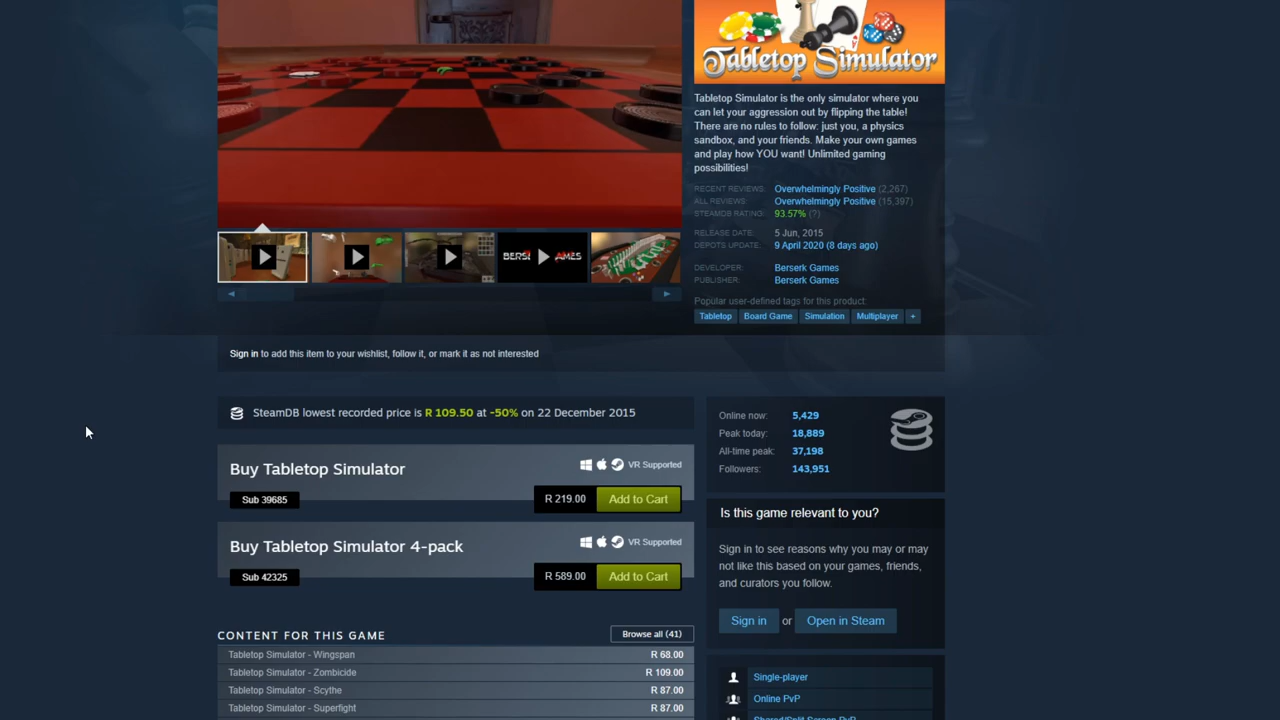 Tabletop Simulator
Tabletop Simulator is the only simulator where you
can let your aggression out by flipping the table!
There are no rules to follow: just you, a physics
sandbox, and your friends. Make your own games
and play how YOU want! Unlimited gaming
possibilities!
RECENT REVIEWS: Overwhelmingly Positive (2,267)
ALL REVIEWS: Overwhelmingly Positive (15,397)
STEAMDB RATING: 93.57% (?)
RELEASE DATE: 5 Jun, 2015
DEPOTS UPDATE: 9 April 2020 (8 days ago)
DEVELOPER: Berserk Games
PUBLISHER: Berserk Games
Popular user-defined tags for this product:
Tabletop Board Game Simulation Multiplayer +
Sign in to add this item to your wishlist, follow it, or mark it as not interested
SteamDB lowest recorded price is R 109.50 at -50% on 22 December 2015
Buy Tabletop Simulator
VR Supported
Sub 39685
R 219.00 Add to Cart
Buy Tabletop Simulator 4-pack
VR Supported
Sub 42325
R 589.00 Add to Cart
CONTENT FOR THIS GAME Browse all (41)
Tabletop Simulator - Wingspan R 68.00
Tabletop Simulator - Zombicide R 109.00
Tabletop Simulator - Scythe R 87.00
Tabletop Simulator - Superfight R 87.00
Online now: 5,429
Peak today: 18,889
All-time peak: 37,198
Followers: 143,951
Is this game relevant to you?
Sign in to see reasons why you may or may
not like this based on your games, friends,
and curators you follow.
Sign in or Open in Steam
Single-player
Online PvP